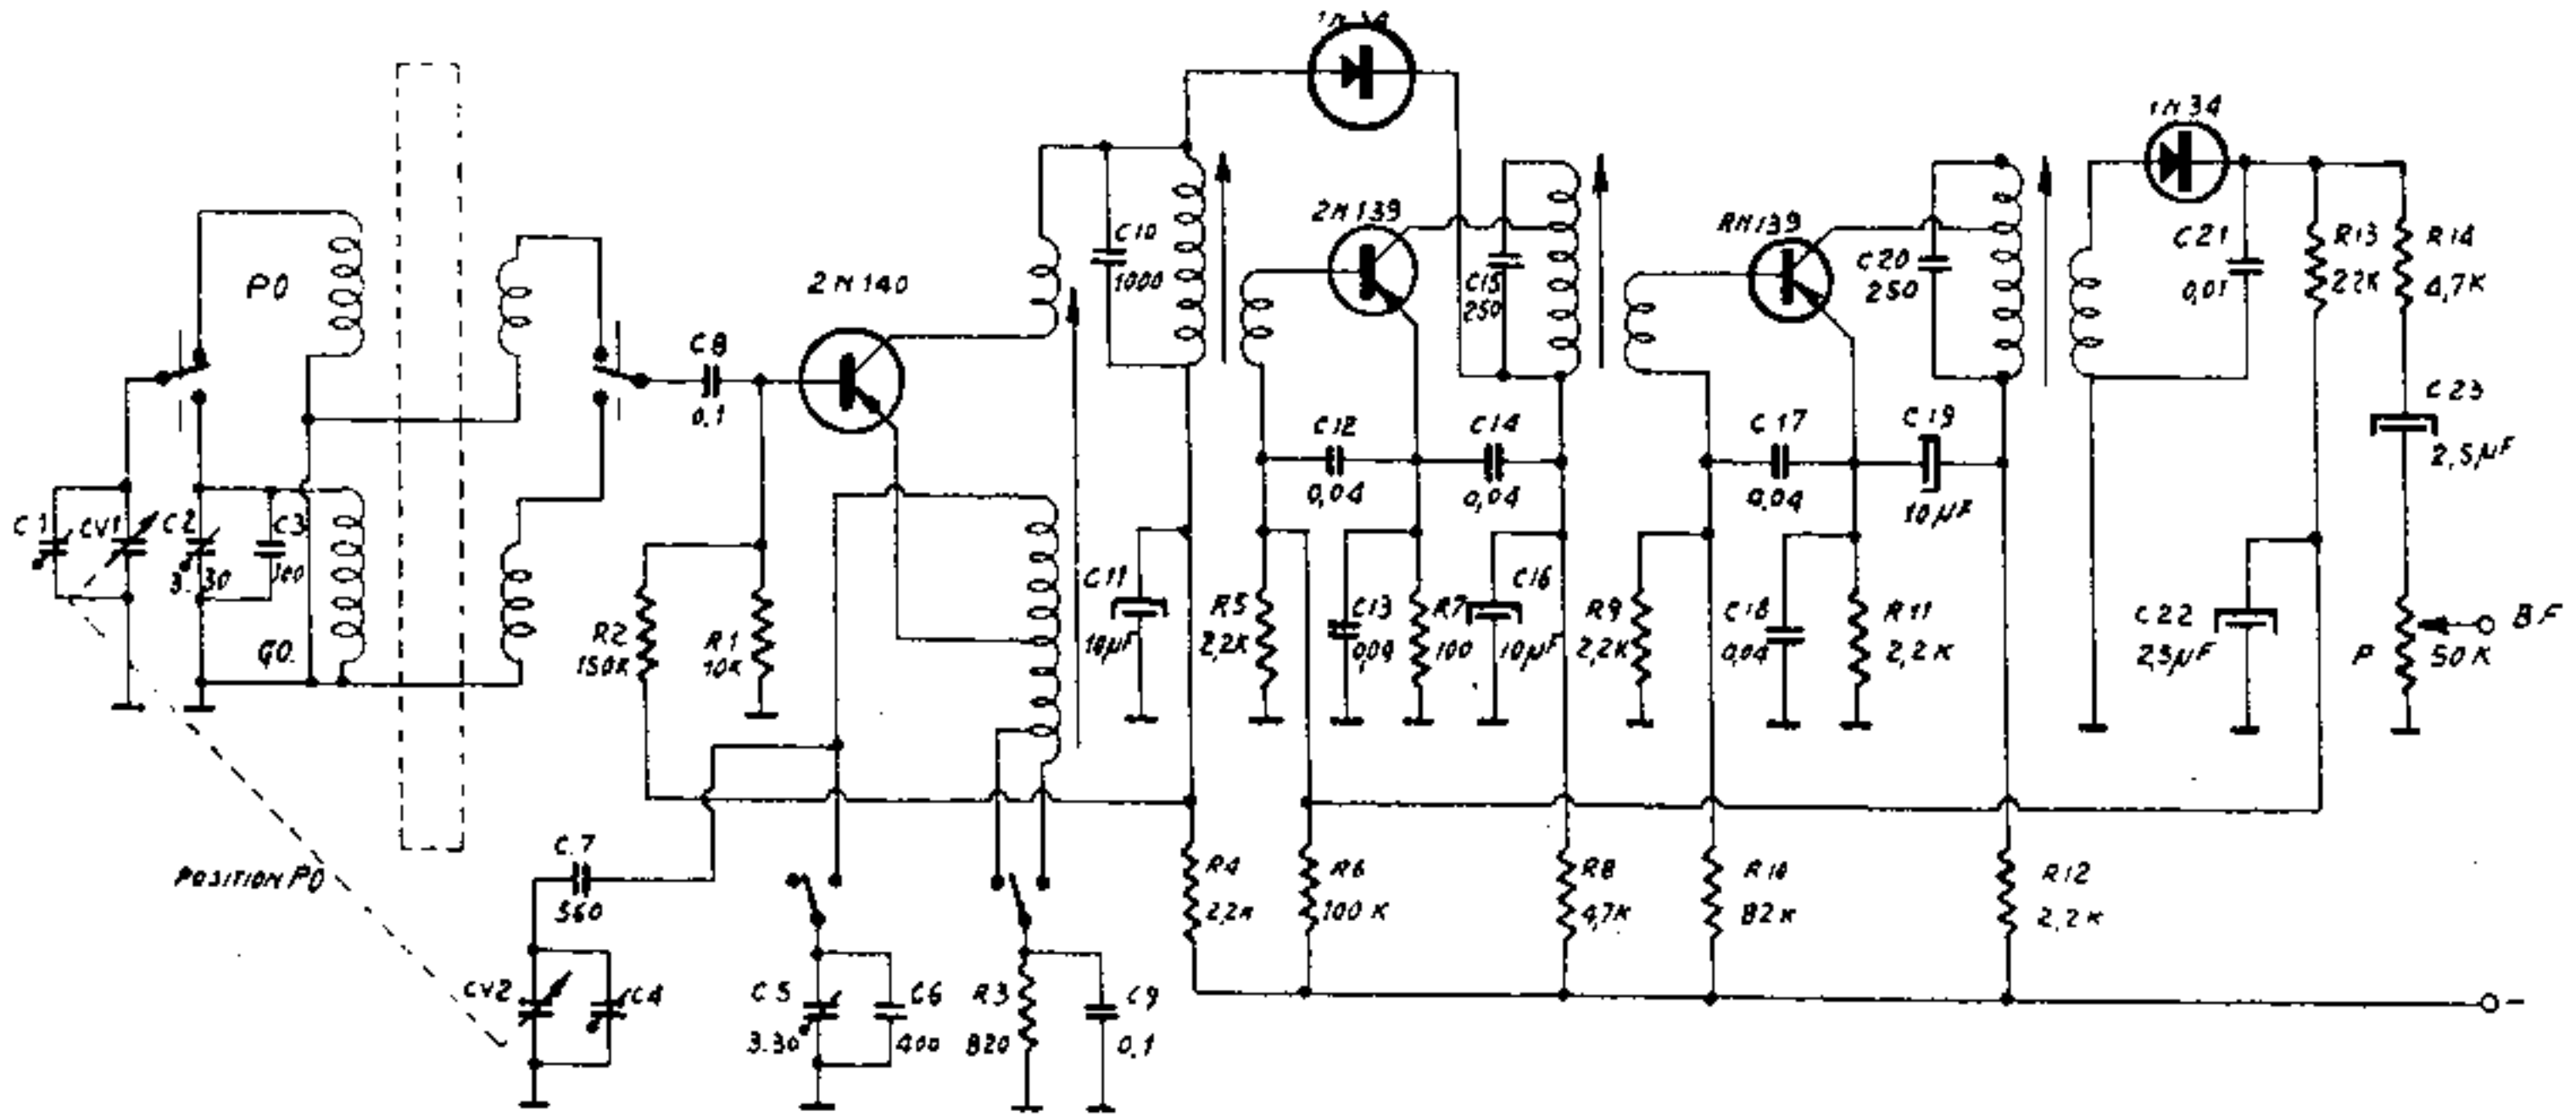 1N34
1N34
PO
2N140
C10
1000
2N139
C15
250
RN139
C20
250
C21
0,01
R13
22K
R14
4,7K
C8
0,1
C23
2,5µF
C12
0,04
C14
0,04
C17
0,04
C19
10µF
C1
CV1
C2
3.30
C3
100
GO.
R2
150K
R1
10K
C11
10µF
R5
2,2K
C13
0,04
R7
100
C16
10µF
R9
2,2K
C18
0,04
R11
2,2K
C22
25µF
P
50K
BF
POSITION PO
C.7
560
R4
2,2K
R6
100K
R8
4,7K
R10
82K
R12
2,2K
CV2
C4
C5
3.30
C6
400
R3
820
C9
0,1
-